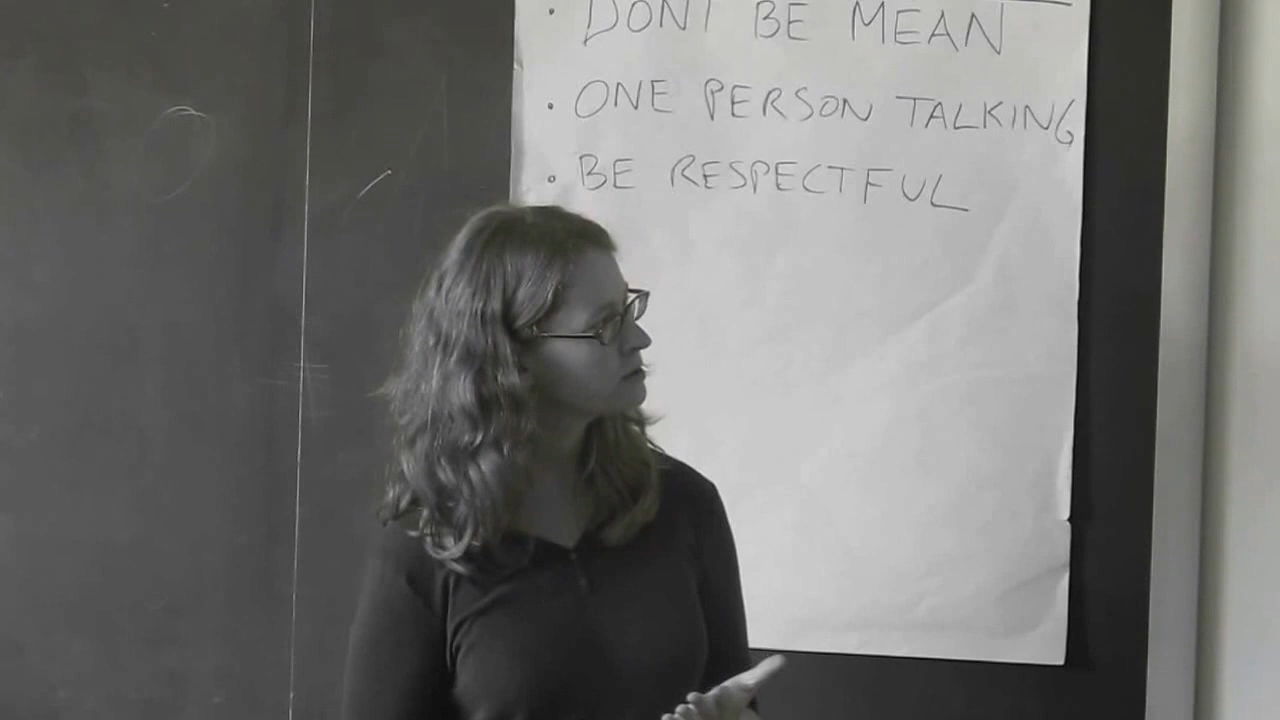 • DONT BE MEAN
• ONE PERSON TALKING
• BE RESPECTFUL